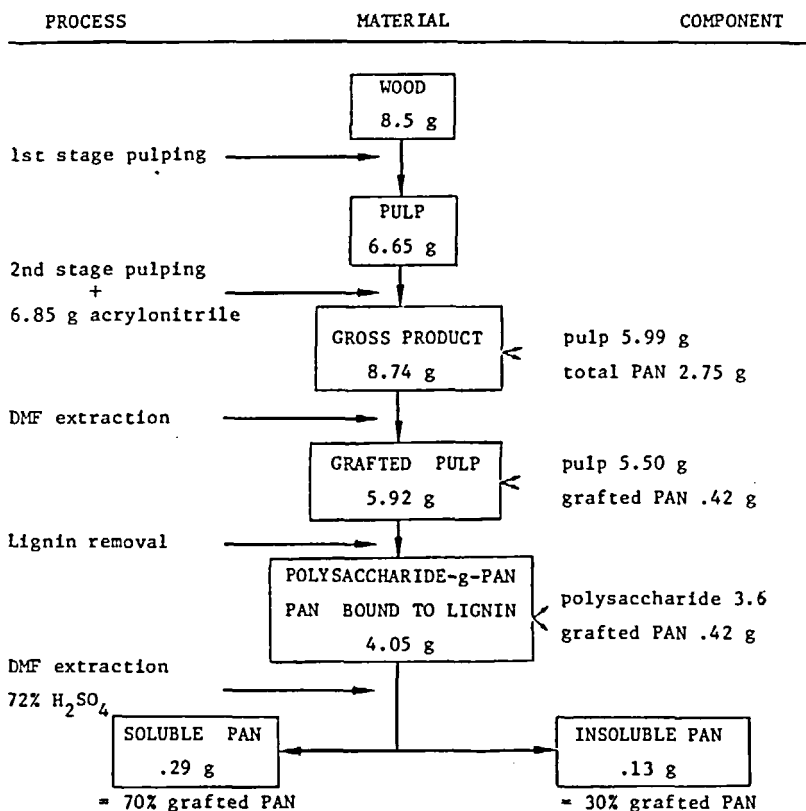 PROCESS MATERIAL COMPONENT
WOOD
8.5 g
1st stage pulping
PULP
6.65 g
2nd stage pulping
+
6.85 g acrylonitrile
GROSS PRODUCT
8.74 g
pulp 5.99 g
total PAN 2.75 g
DMF extraction
GRAFTED PULP
5.92 g
pulp 5.50 g
grafted PAN .42 g
Lignin removal
POLYSACCHARIDE-g-PAN
PAN BOUND TO LIGNIN
4.05 g
polysaccharide 3.6
grafted PAN .42 g
DMF extraction
72% H₂SO₄
SOLUBLE PAN
.29 g
= 70% grafted PAN
INSOLUBLE PAN
.13 g
= 30% grafted PAN